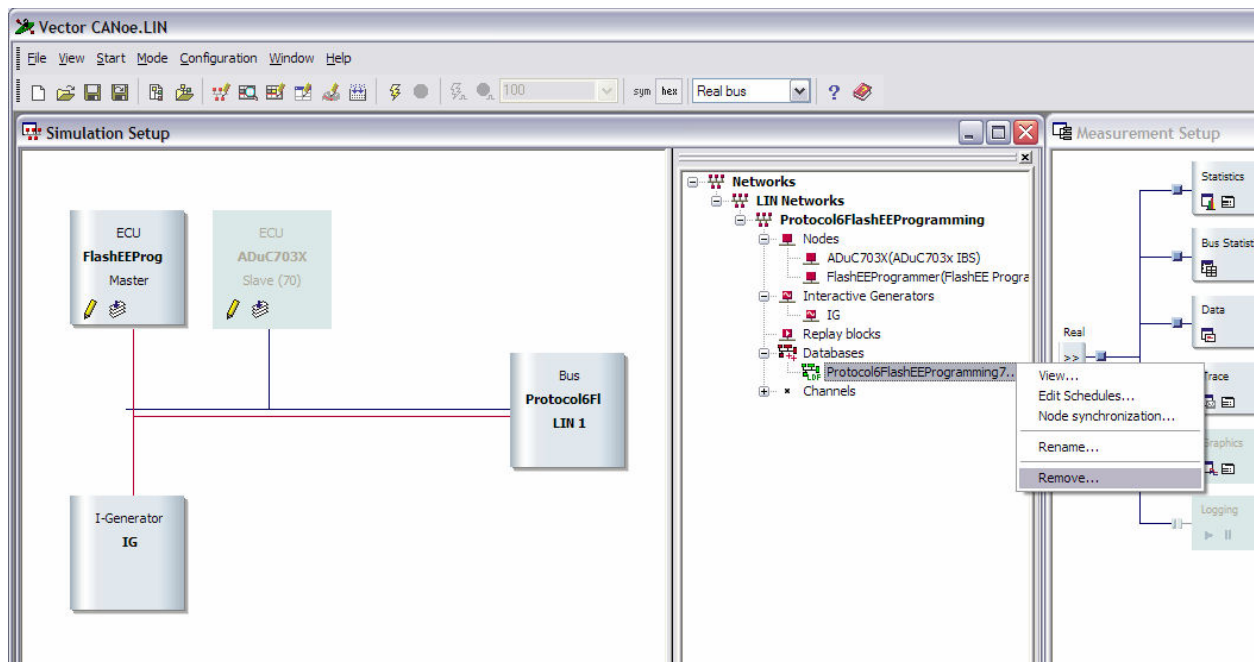 Vector CANoe.LIN
File View Start Mode Configuration Window Help
100 sym hex Real bus ?
Simulation Setup
ECU
FlashEEProg
Master
ECU
ADuC703X
Slave (70)
Bus
Protocol6Fl
LIN 1
I-Generator
IG
Networks
LIN Networks
Protocol6FlashEEProgramming
Nodes
ADuC703X(ADuC703x IBS)
FlashEEProgrammer(FlashEE Progra
Interactive Generators
IG
Replay blocks
Databases
LDF
Protocol6FlashEEProgramming7..
Channels
View...
Edit Schedules...
Node synchronization...
Rename...
Remove...
Measurement Setup
Real
>>
Statistics
Bus Statist
Data
Trace
Graphics
Logging